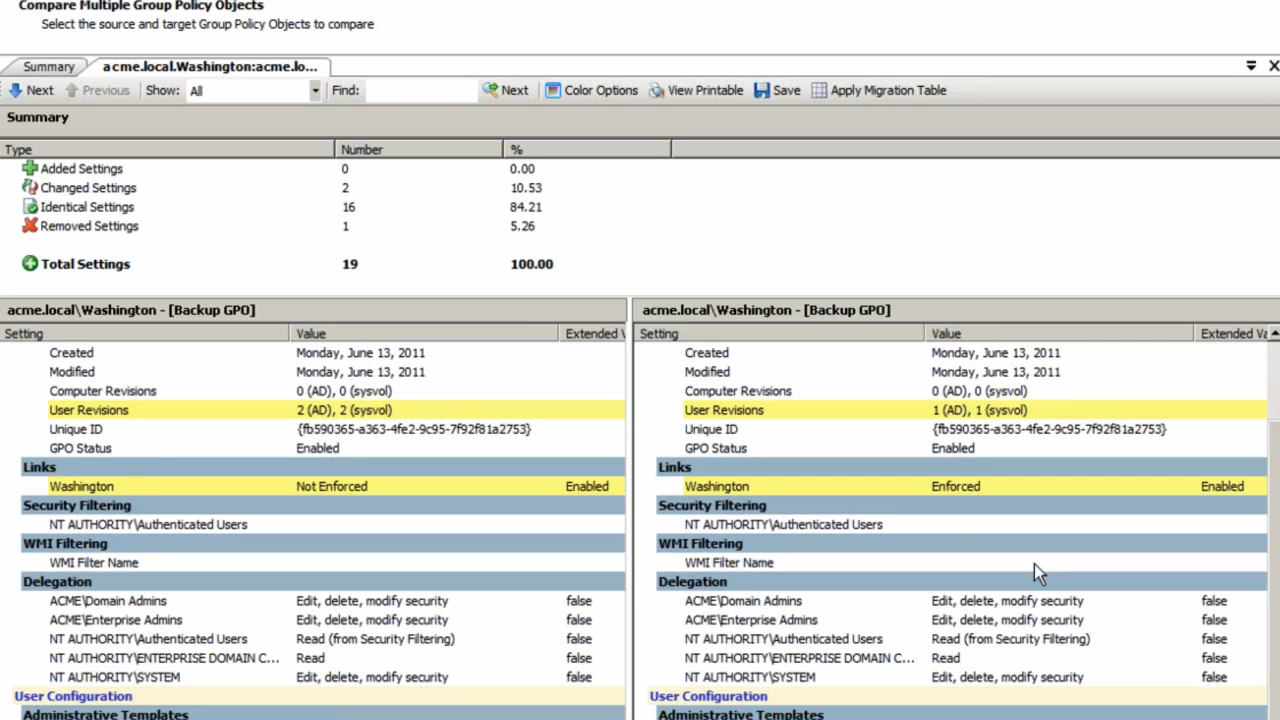 Compare Multiple Group Policy Objects
Select the source and target Group Policy Objects to compare
Summary acme.local.Washington:acme.lo...
Next Previous Show: All Find: Next Color Options View Printable Save Apply Migration Table
Summary
Type Number %
Added Settings 0 0.00
Changed Settings 2 10.53
Identical Settings 16 84.21
Removed Settings 1 5.26
Total Settings 19 100.00
acme.local\Washington - [Backup GPO]
Setting Value Extended V
Created Monday, June 13, 2011
Modified Monday, June 13, 2011
Computer Revisions 0 (AD), 0 (sysvol)
User Revisions 2 (AD), 2 (sysvol)
Unique ID {fb590365-a363-4fe2-9c95-7f92f81a2753}
GPO Status Enabled
Links
Washington Not Enforced Enabled
Security Filtering
NT AUTHORITY\Authenticated Users
WMI Filtering
WMI Filter Name
Delegation
ACME\Domain Admins Edit, delete, modify security false
ACME\Enterprise Admins Edit, delete, modify security false
NT AUTHORITY\Authenticated Users Read (from Security Filtering) false
NT AUTHORITY\ENTERPRISE DOMAIN C... Read false
NT AUTHORITY\SYSTEM Edit, delete, modify security false
User Configuration
Administrative Templates
acme.local\Washington - [Backup GPO]
Setting Value Extended Va
Created Monday, June 13, 2011
Modified Monday, June 13, 2011
Computer Revisions 0 (AD), 0 (sysvol)
User Revisions 1 (AD), 1 (sysvol)
Unique ID {fb590365-a363-4fe2-9c95-7f92f81a2753}
GPO Status Enabled
Links
Washington Enforced Enabled
Security Filtering
NT AUTHORITY\Authenticated Users
WMI Filtering
WMI Filter Name
Delegation
ACME\Domain Admins Edit, delete, modify security false
ACME\Enterprise Admins Edit, delete, modify security false
NT AUTHORITY\Authenticated Users Read (from Security Filtering) false
NT AUTHORITY\ENTERPRISE DOMAIN C... Read false
NT AUTHORITY\SYSTEM Edit, delete, modify security false
User Configuration
Administrative Templates